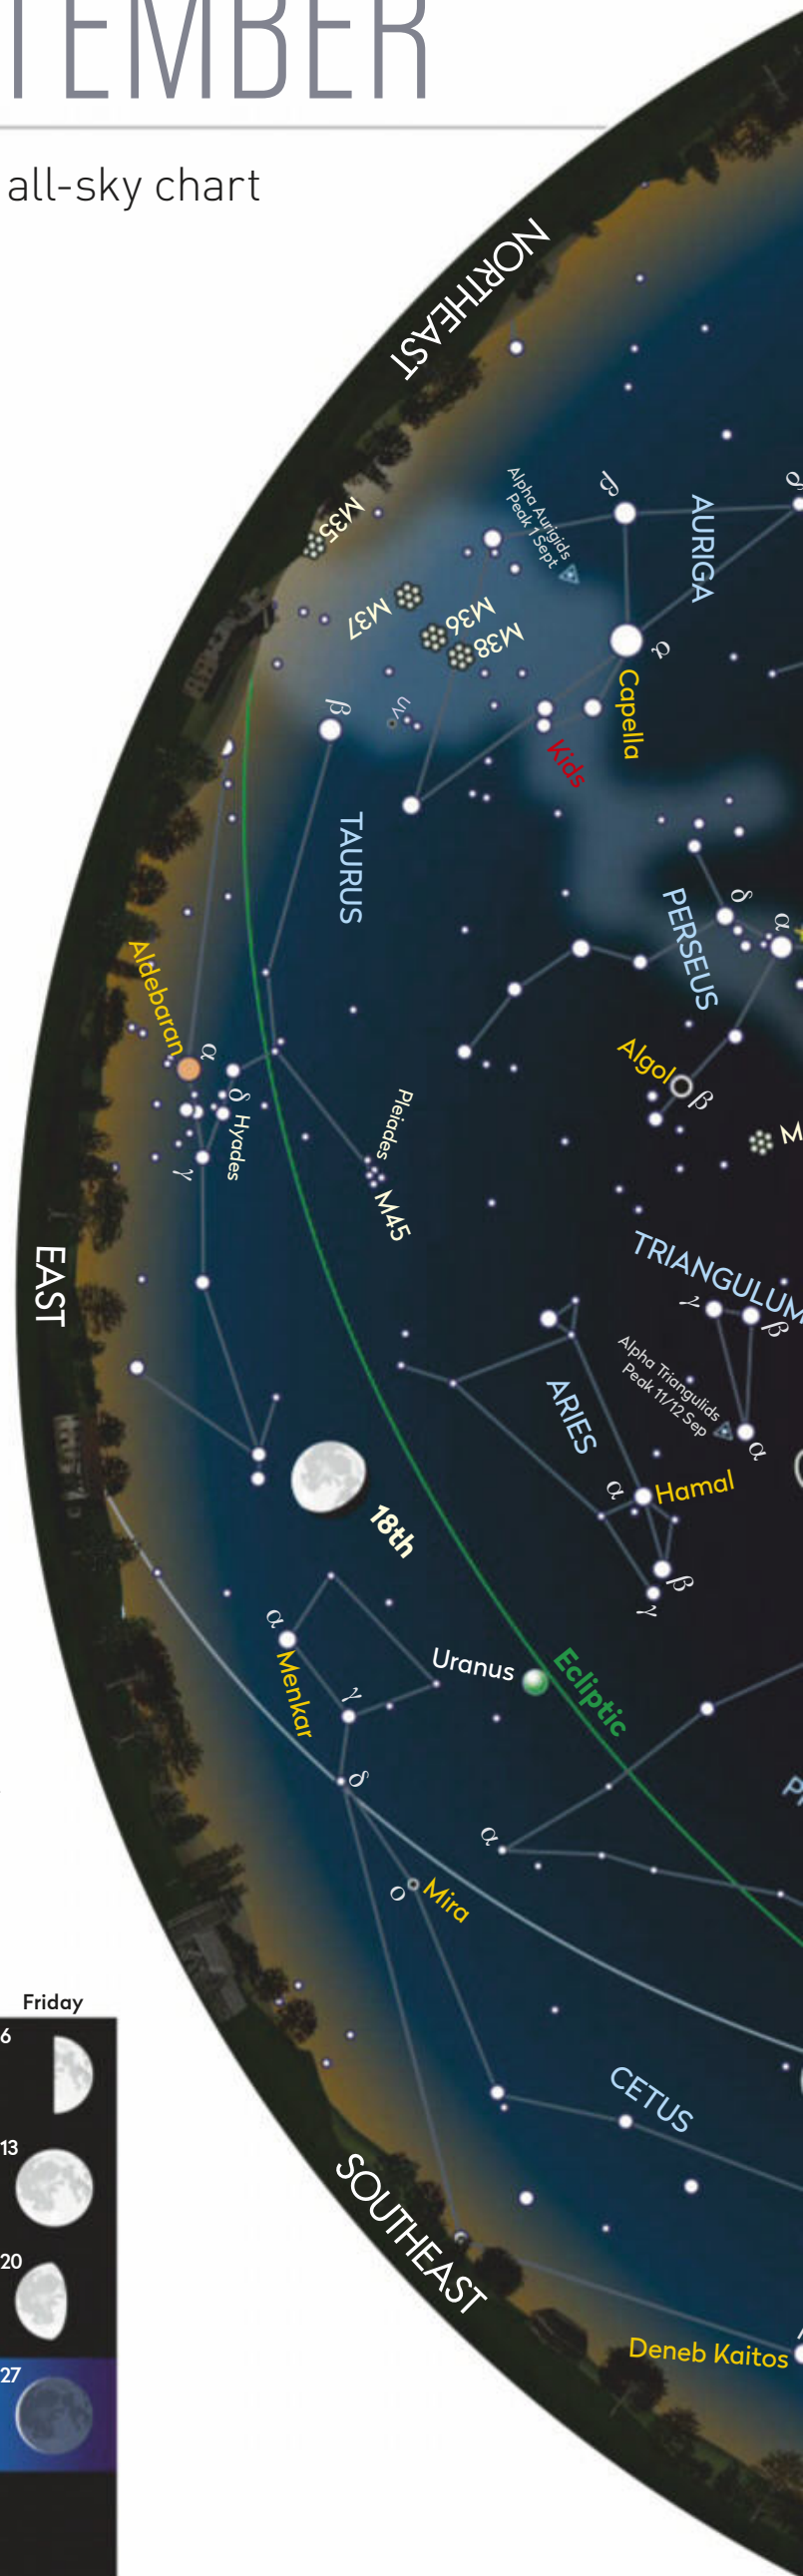 TEMBER
all-sky chart
NORTHEAST
M35
Alpha Aurigids
Peak 1 Sept
β
AURIGA
δ
M37
M36
M38
α
Capella
Kids
β
TAURUS
δ
α
PERSEUS
Aldebaran
α
δ
Hyades
γ
Algol
β
M
Pleiades
M45
EAST
TRIANGULUM
γ
β
Alpha Triangulids
Peak 11/12 Sep
α
ARIES
α
Hamal
β
γ
18th
α
Menkar
γ
δ
Uranus
Ecliptic
α
ο
Mira
CETUS
SOUTHEAST
Deneb Kaitos
Friday
6
13
20
27